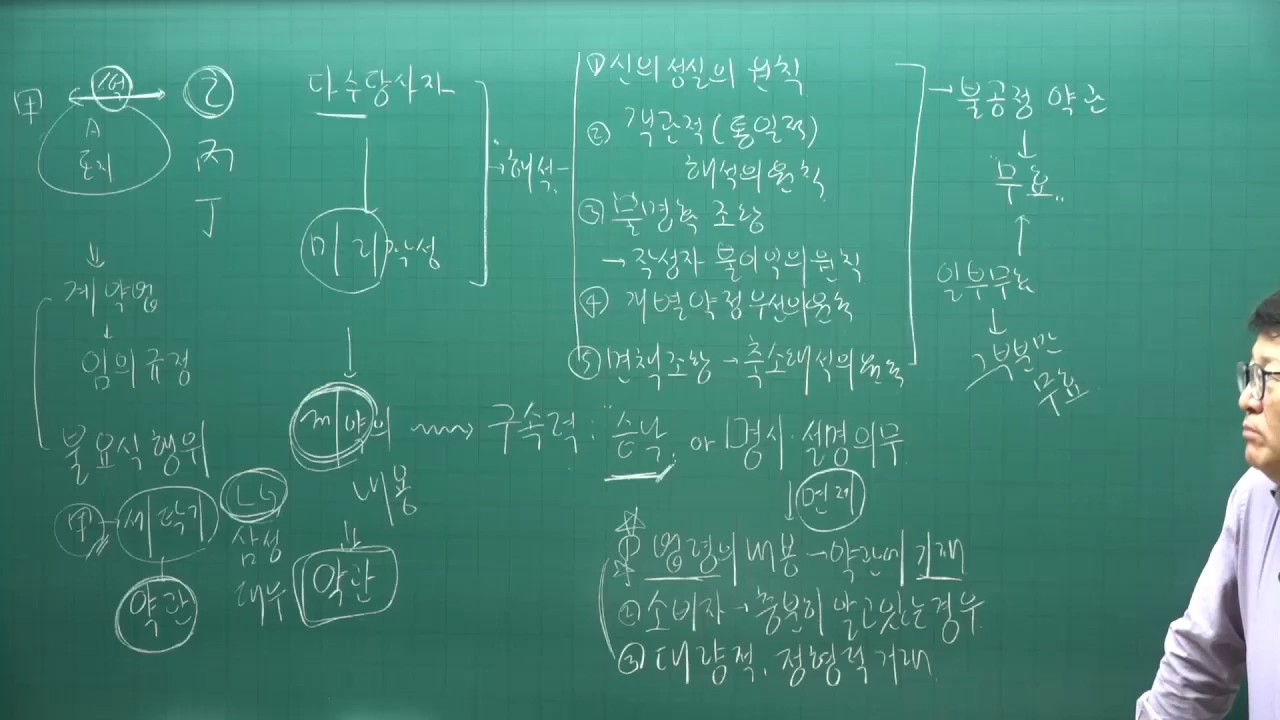 甲
乙
A
토지
丙
丁
계약법
임의규정
불요식행위
甲 세탁기
LG
삼성
대우
약관
다수당사자
미리작성
계약의
내용
약관
해석
① 신의성실의 원칙
② 객관적(통일적)
해석의원칙
③ 불명확 조항
→ 작성자 불이익의 원칙
④ 개별약정우선의원칙
⑤ 면책조항 → 축소해석의원칙
→ 불공정 약관
"무효"
일부무효
그부분만
무효
구속력 : "승낙" or 명시·설명의무
면제
① 명령의 내용 → 약관에 기재
② 소비자 → 충분히 알고있는경우
③ 대량적, 정형적거래